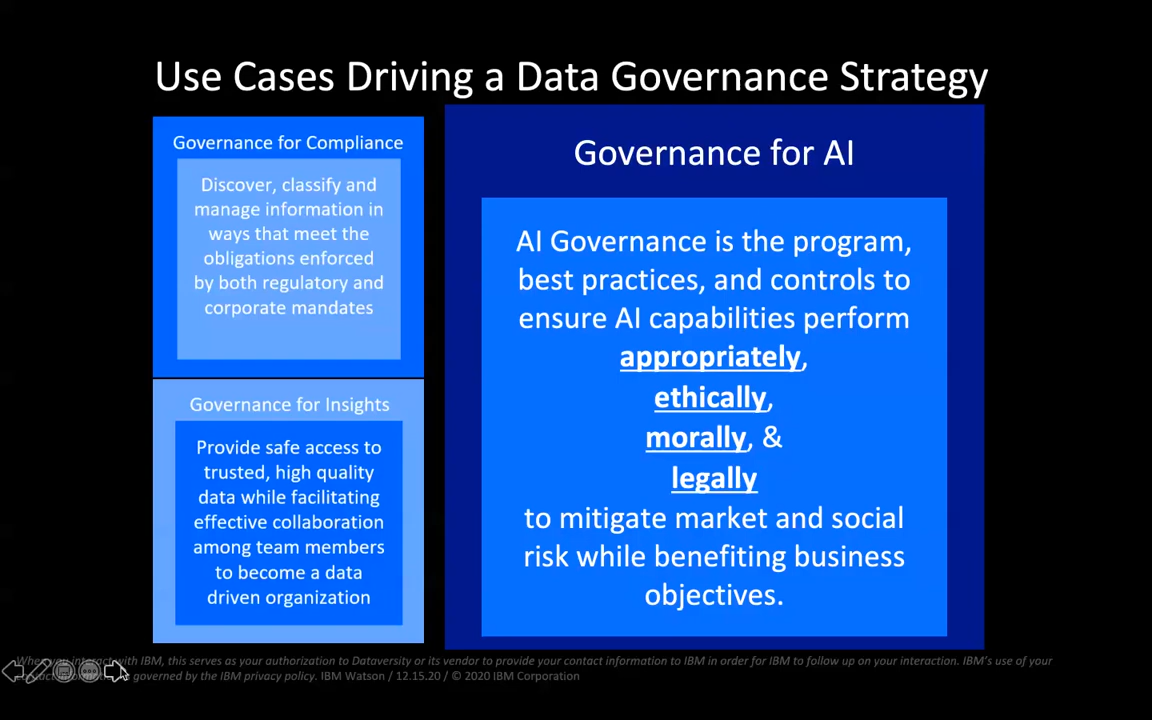 Use Cases Driving a Data Governance Strategy
Governance for Compliance
Discover, classify and
manage information in
ways that meet the
obligations enforced
by both regulatory and
corporate mandates
Governance for Insights
Provide safe access to
trusted, high quality
data while facilitating
effective collaboration
among team members
to become a data
driven organization
Governance for AI
AI Governance is the program,
best practices, and controls to
ensure AI capabilities perform
appropriately,
ethically,
morally, &
legally
to mitigate market and social
risk while benefiting business
objectives.
with IBM, this serves as your authorization to Dataversity or its vendor to provide your contact information to IBM in order for IBM to follow up on your interaction. IBM's use of your
governed by the IBM privacy policy. IBM Watson / 12.15.20 / © 2020 IBM Corporation